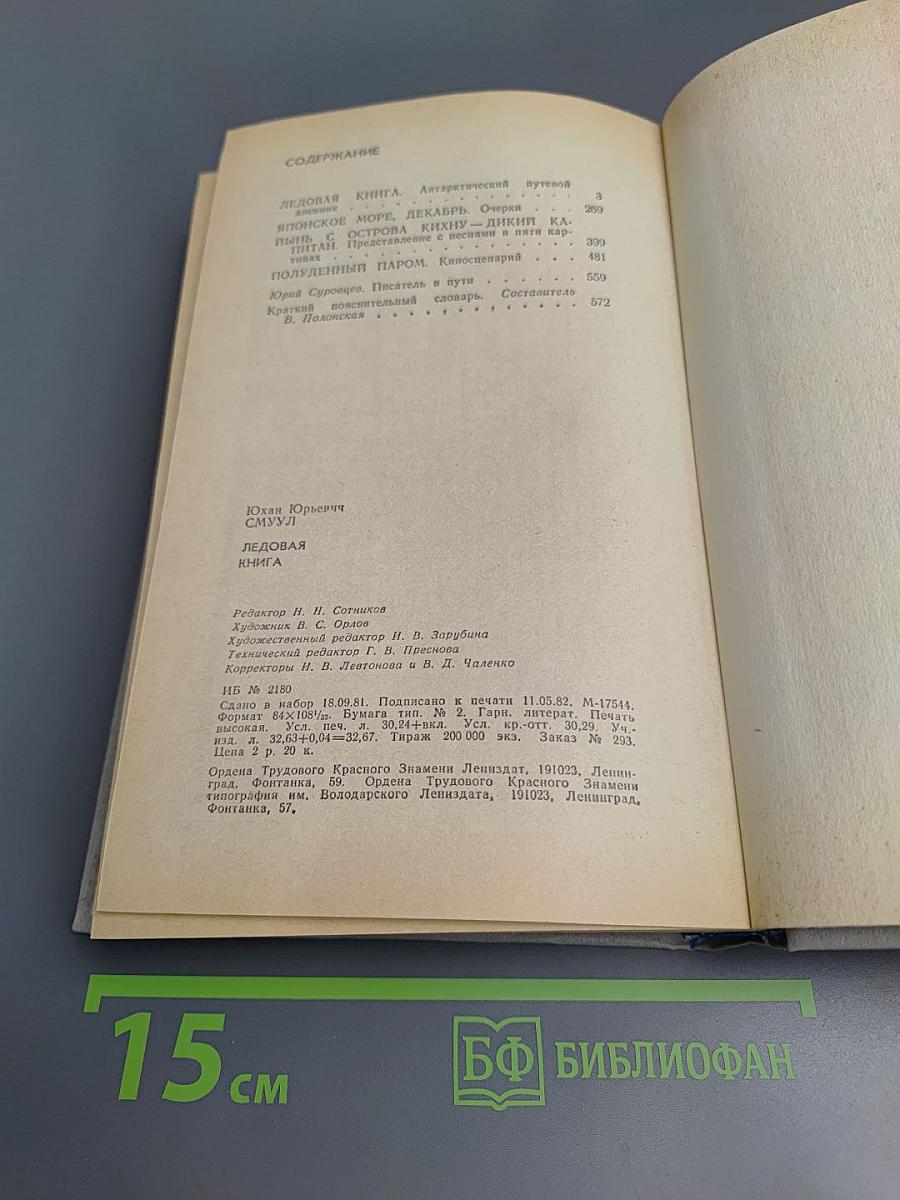 СОДЕРЖАНИЕ
ЛЕДОВАЯ КНИГА. Антарктический путевой
дневник . . . . . . . . . . . . . 3
ЯПОНСКОЕ МОРЕ, ДЕКАБРЬ. Очерки . . . 269
ПЫНЬ С ОСТРОВА КИХНУ — ДИКИЙ КА-
ПИТАН. Представление с песнями в пяти кар-
тинах . . . . . . . . . . . . . . 399
ПОЛУДЕННЫЙ ПАРОМ. Киносценарий . . . 481
Юрий Суровцев. Писатель в пути . . . . . 559
Краткий пояснительный словарь. Составитель
В. Полонская . . . . . . . . . . . 572
Юхан Юрьевич
СМУУЛ
ЛЕДОВАЯ
КНИГА
Редактор Н. Н. Сотников
Художник В. С. Орлов
Художественный редактор И. В. Зарубина
Технический редактор Г. В. Преснова
Корректоры И. В. Левтонова и В. Д. Чаленко
ИБ № 2180
Сдано в набор 18.09.81. Подписано к печати 11.05.82. М-17544.
Формат 84×108¹/₃₂. Бумага тип. № 2. Гарн. литерат. Печать
высокая. Усл. печ. л. 30,24+вкл. Усл. кр.-отт. 30,29. Уч.-
изд. л. 32,63+0,04=32,67. Тираж 200 000 экз. Заказ № 293.
Цена 2 р. 20 к.
Ордена Трудового Красного Знамени Лениздат, 191023, Ленин-
град, Фонтанка, 59. Ордена Трудового Красного Знамени
типография им. Володарского Лениздата, 191023, Ленинград,
Фонтанка, 57.
15 см
БФ БИБЛИОФАН